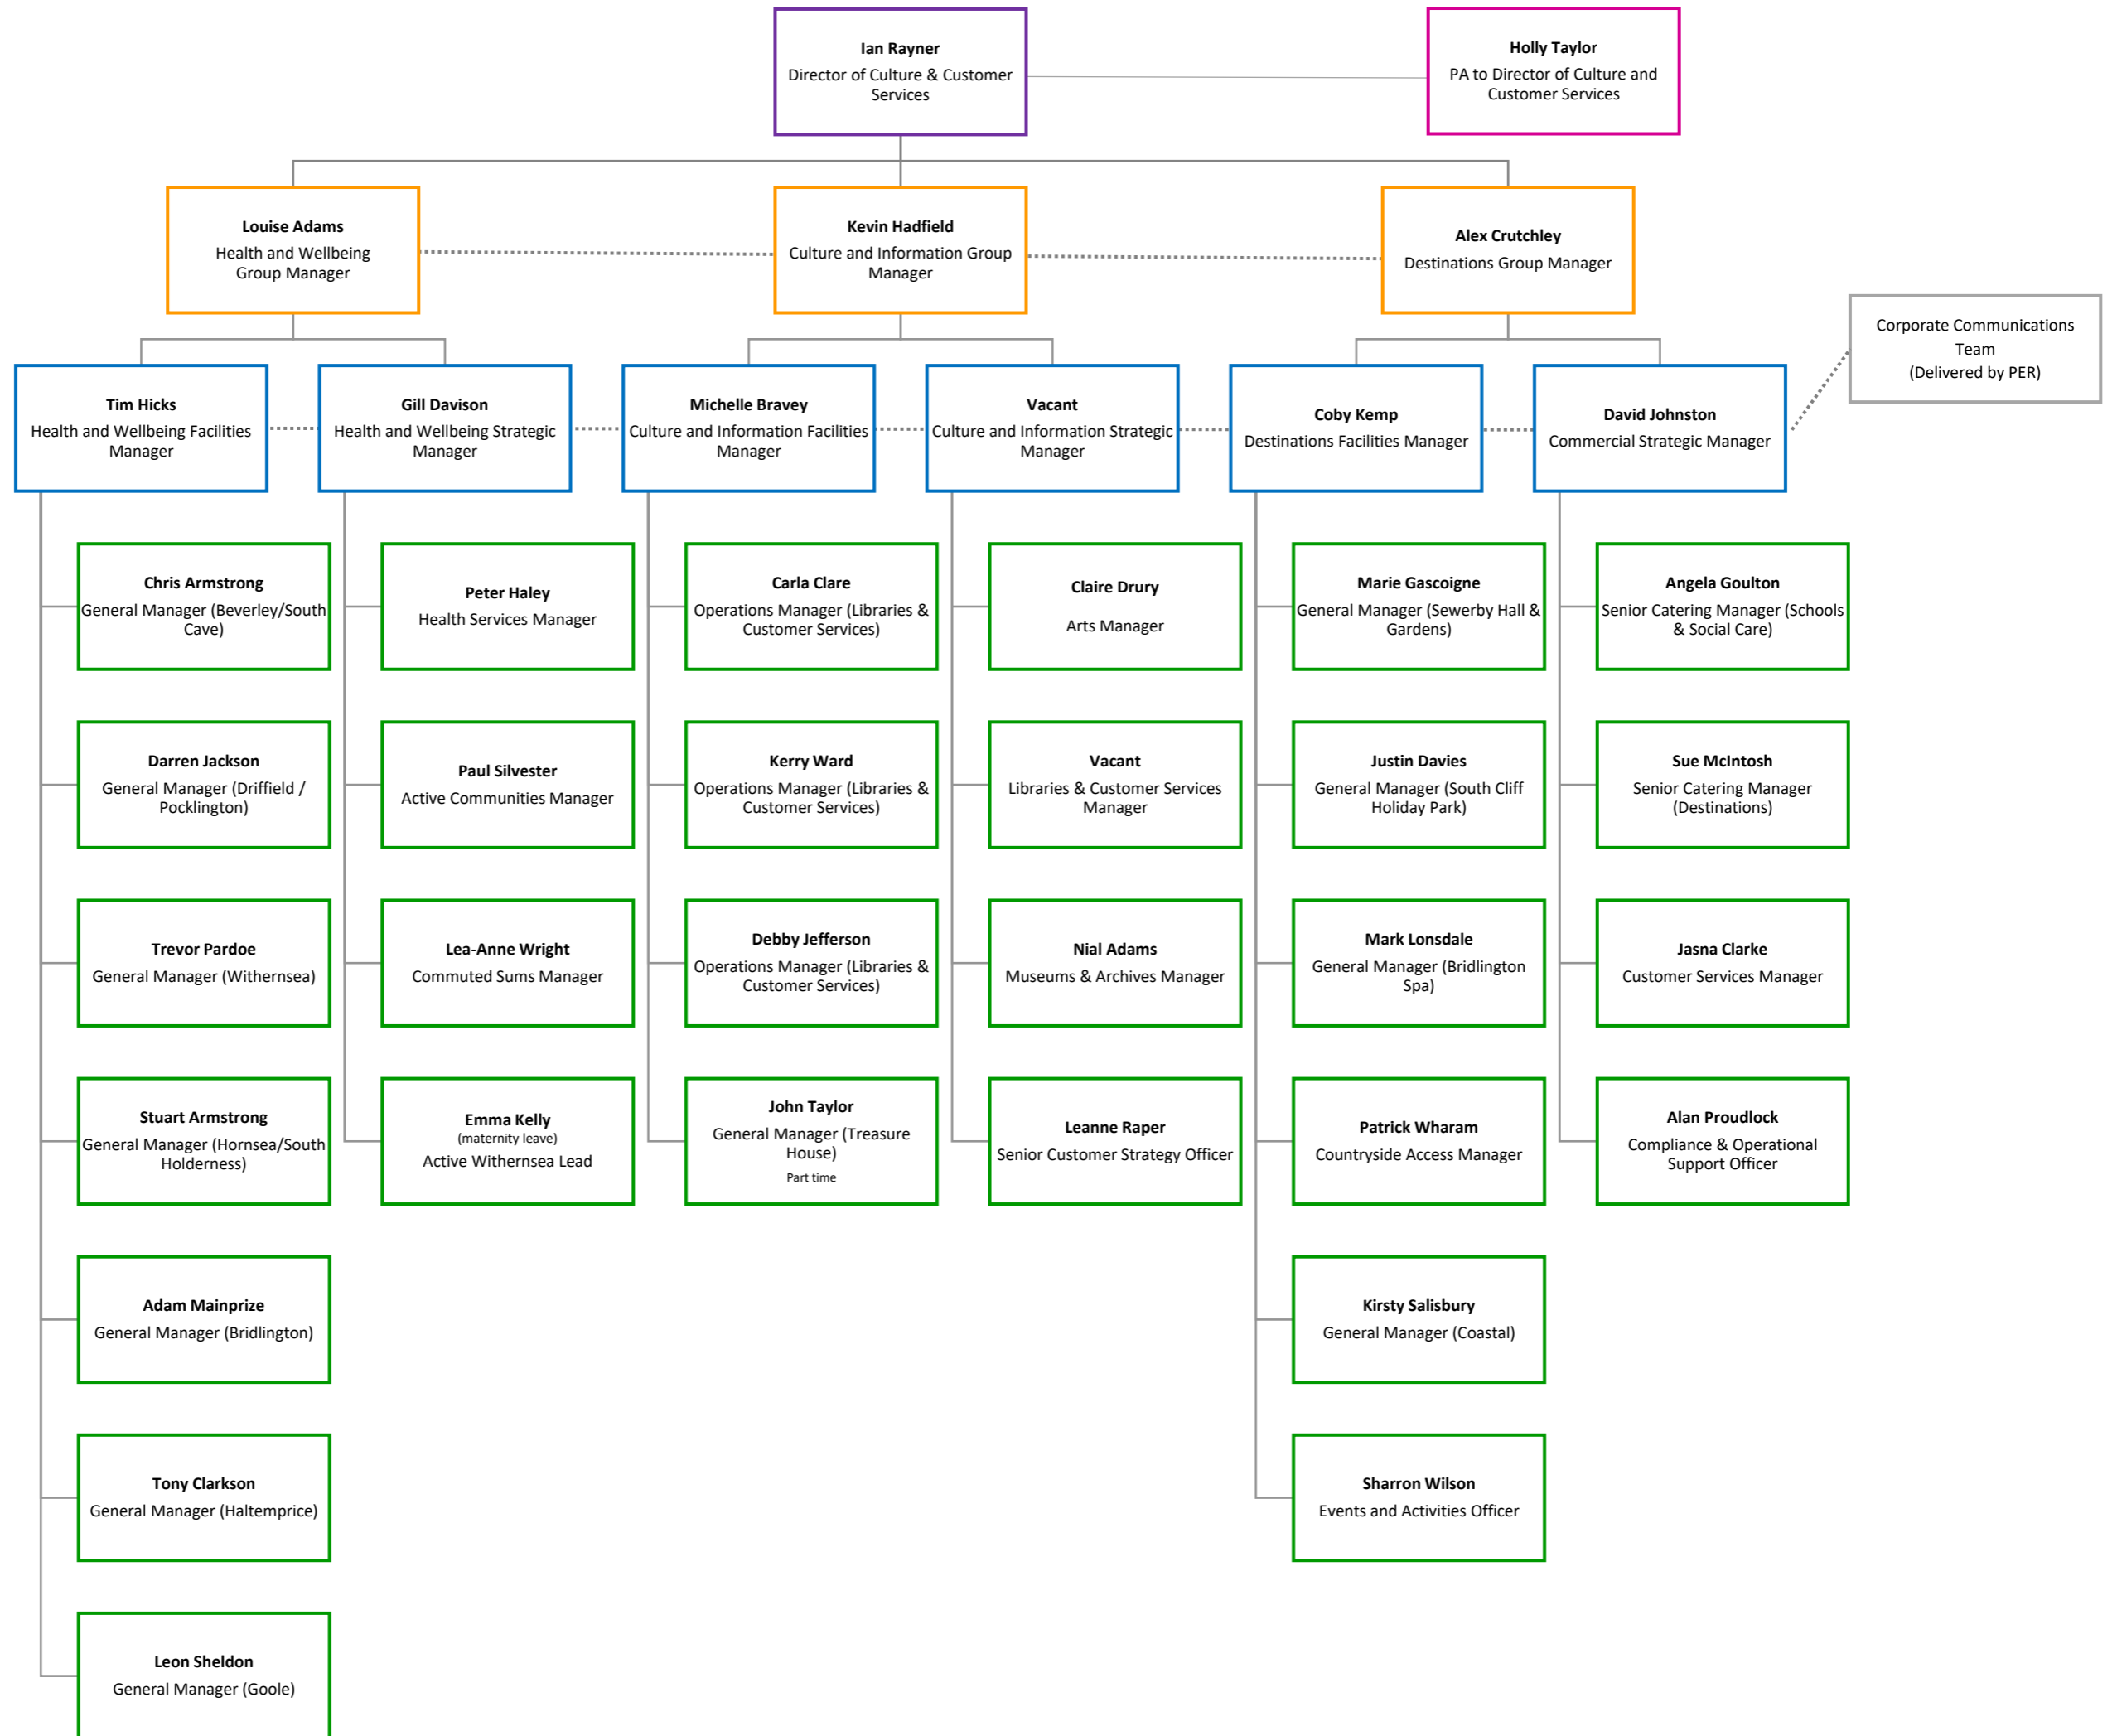 Ian Rayner
Director of Culture & Customer
Services
Holly Taylor
PA to Director of Culture and
Customer Services
Louise Adams
Health and Wellbeing
Group Manager
Kevin Hadfield
Culture and Information Group
Manager
Alex Crutchley
Destinations Group Manager
Corporate Communications
Team
(Delivered by PER)
Tim Hicks
Health and Wellbeing Facilities
Manager
Gill Davison
Health and Wellbeing Strategic
Manager
Michelle Bravey
Culture and Information Facilities
Manager
Vacant
Culture and Information Strategic
Manager
Coby Kemp
Destinations Facilities Manager
David Johnston
Commercial Strategic Manager
Chris Armstrong
General Manager (Beverley/South
Cave)
Peter Haley
Health Services Manager
Carla Clare
Operations Manager (Libraries &
Customer Services)
Claire Drury
Arts Manager
Marie Gascoigne
General Manager (Sewerby Hall &
Gardens)
Angela Goulton
Senior Catering Manager (Schools
& Social Care)
Darren Jackson
General Manager (Driffield /
Pocklington)
Paul Silvester
Active Communities Manager
Kerry Ward
Operations Manager (Libraries &
Customer Services)
Vacant
Libraries & Customer Services
Manager
Justin Davies
General Manager (South Cliff
Holiday Park)
Sue McIntosh
Senior Catering Manager
(Destinations)
Trevor Pardoe
General Manager (Withernsea)
Lea-Anne Wright
Commuted Sums Manager
Debby Jefferson
Operations Manager (Libraries &
Customer Services)
Nial Adams
Museums & Archives Manager
Mark Lonsdale
General Manager (Bridlington
Spa)
Jasna Clarke
Customer Services Manager
Stuart Armstrong
General Manager (Hornsea/South
Holderness)
Emma Kelly
(maternity leave)
Active Withernsea Lead
John Taylor
General Manager (Treasure
House)
Part time
Leanne Raper
Senior Customer Strategy Officer
Patrick Wharam
Countryside Access Manager
Alan Proudlock
Compliance & Operational
Support Officer
Adam Mainprize
General Manager (Bridlington)
Kirsty Salisbury
General Manager (Coastal)
Tony Clarkson
General Manager (Haltemprice)
Sharron Wilson
Events and Activities Officer
Leon Sheldon
General Manager (Goole)